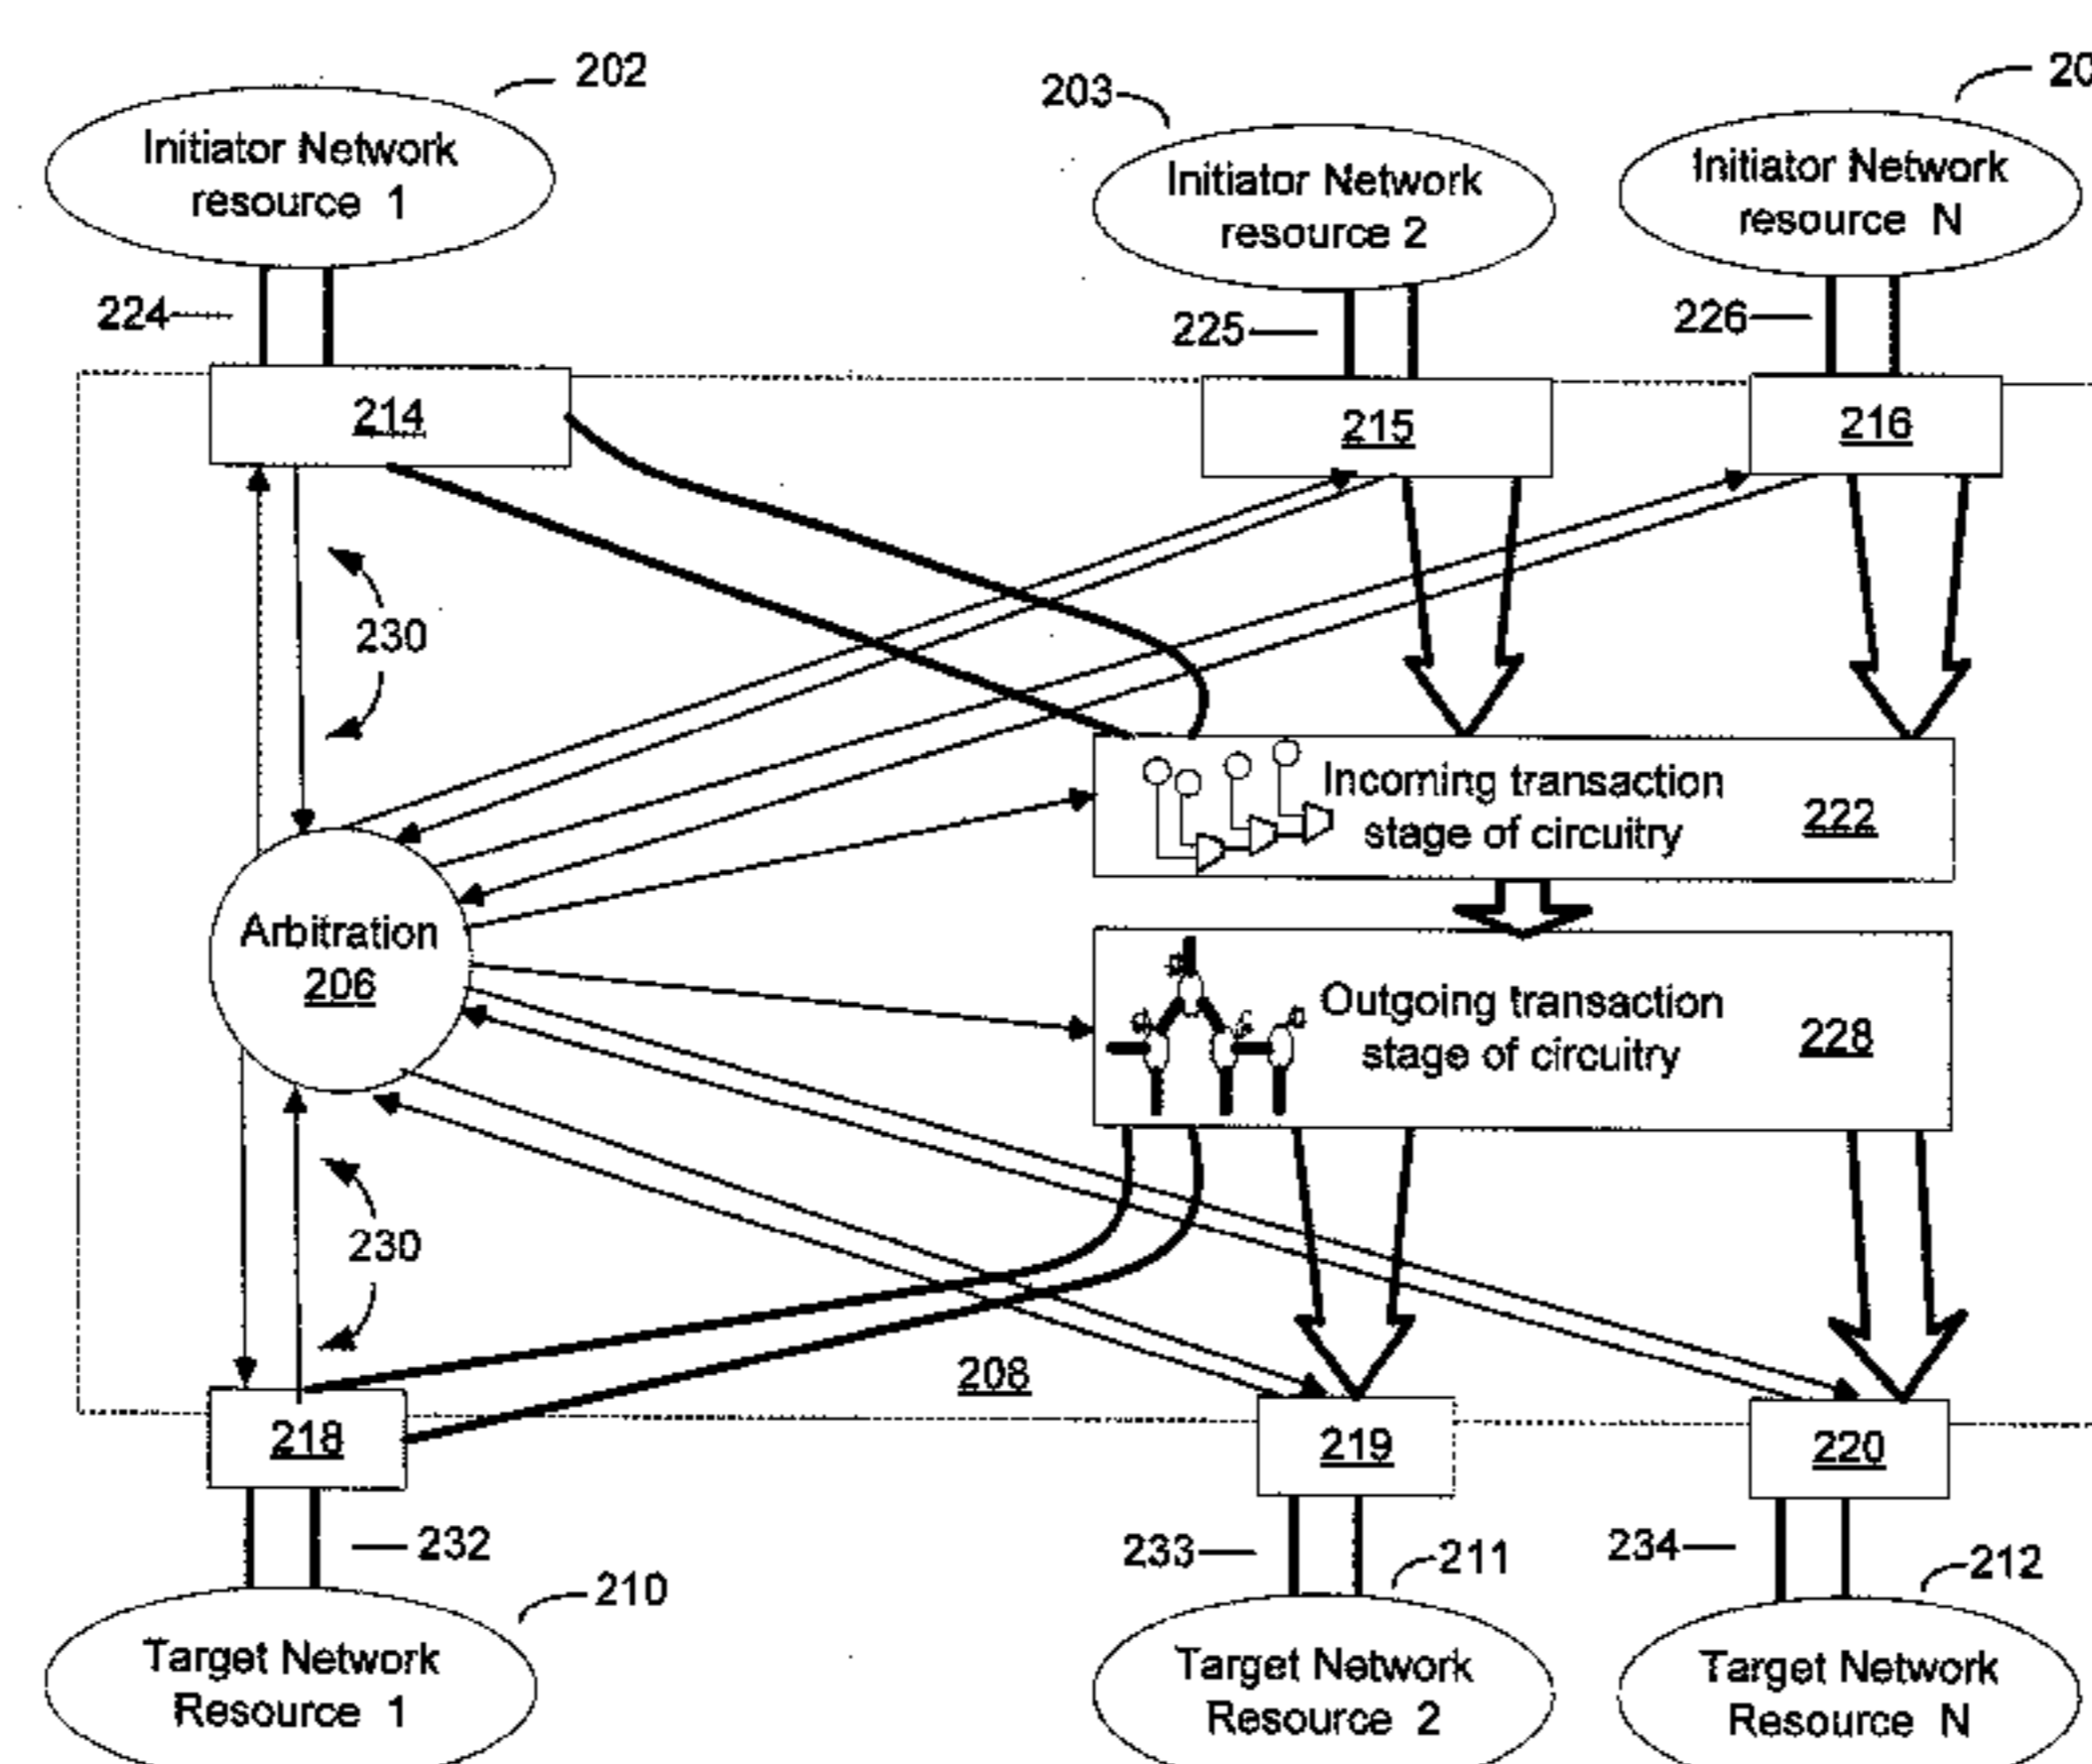 202
203
20
Initiator Network
resource 1
Initiator Network
resource 2
Initiator Network
resource N
224
225
226
214
215
216
230
Incoming transaction
stage of circuitry
222
Arbitration
206
Outgoing transaction
stage of circuitry
228
230
208
218
219
220
232
233
234
210
211
212
Target Network
Resource 1
Target Network
Resource 2
Target Network
Resource N